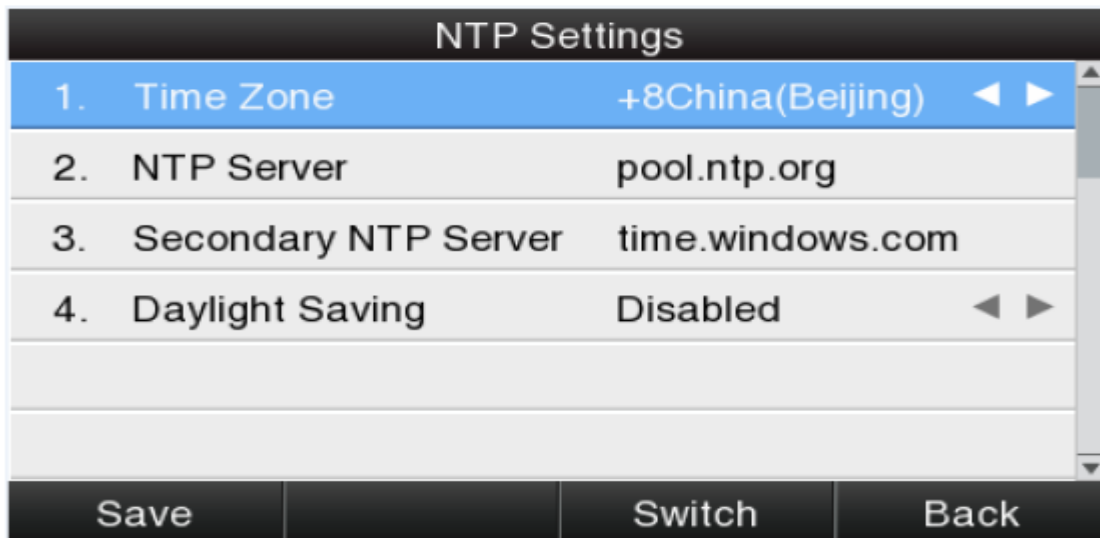 NTP Settings
1. Time Zone +8China(Beijing)
2. NTP Server pool.ntp.org
3. Secondary NTP Server time.windows.com
4. Daylight Saving Disabled
Save Switch Back